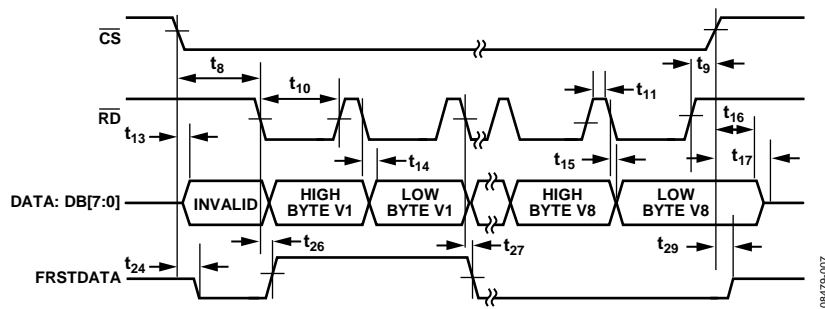 CS
t8
t10
t11
t9
RD
t13
t14
t15
t16
t17
DATA: DB[7:0]
INVALID
HIGH
BYTE V1
LOW
BYTE V1
HIGH
BYTE V8
LOW
BYTE V8
t24
t26
t27
t29
FRSTDATA
08479-007